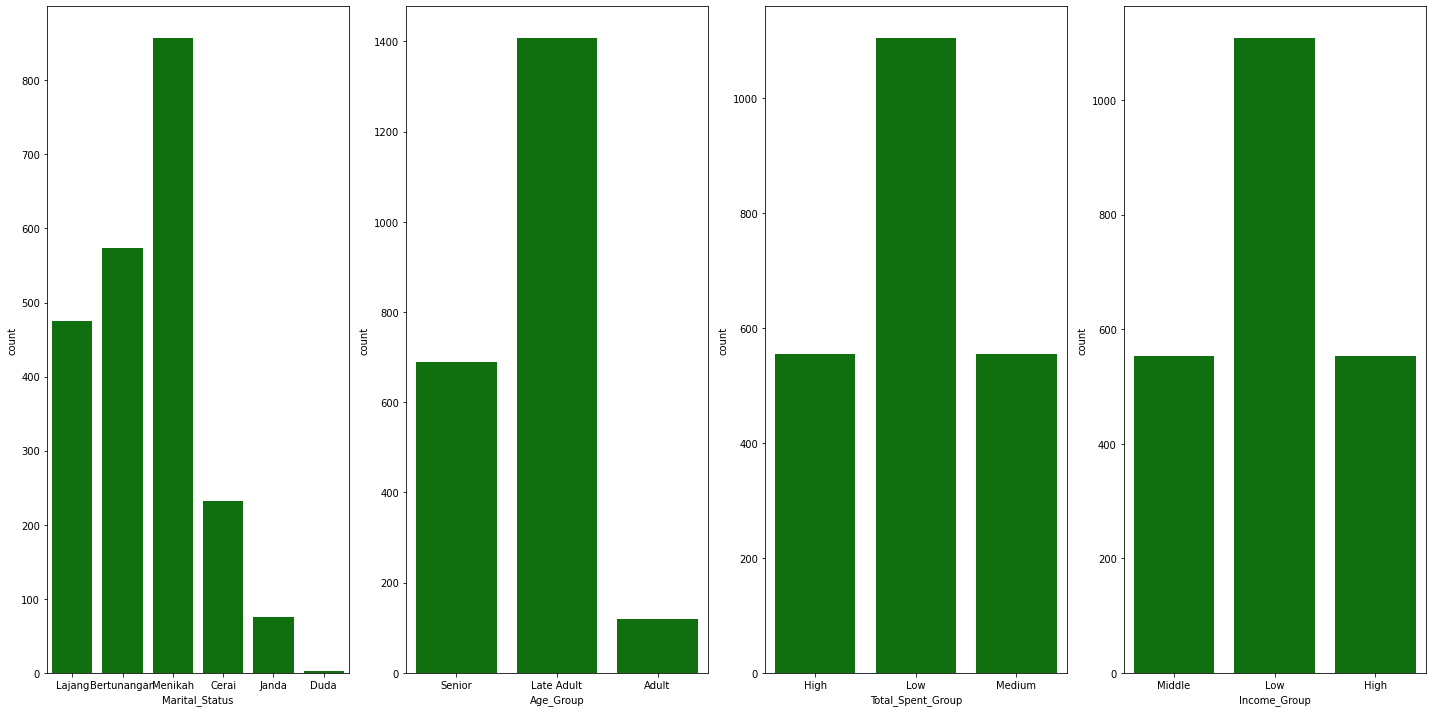 800
700
600
500
400
300
200
100
0
count
Lajang Bertunangan Menikah Cerai Janda Duda
Marital_Status
1400
1200
1000
800
600
400
200
0
count
Senior Late Adult Adult
Age_Group
1000
800
600
400
200
0
count
High Low Medium
Total_Spent_Group
1000
800
600
400
200
0
count
Middle Low High
Income_Group